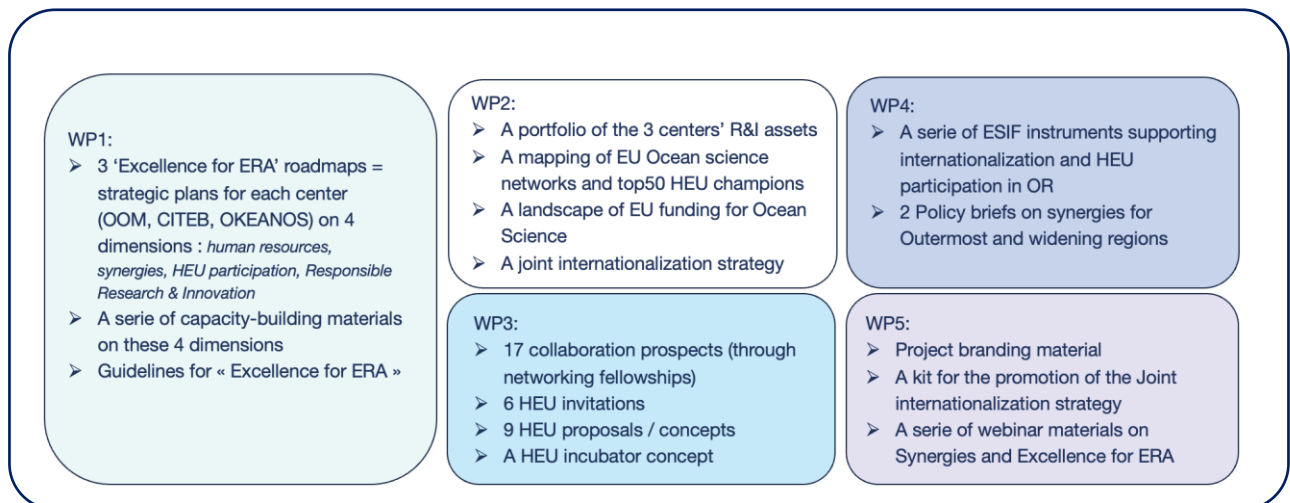 WP1:
➢ 3 ‘Excellence for ERA’ roadmaps =
strategic plans for each center
(OOM, CITEB, OKEANOS) on 4
dimensions : human resources,
synergies, HEU participation, Responsible
Research & Innovation
➢ A serie of capacity-building materials
on these 4 dimensions
➢ Guidelines for « Excellence for ERA »
WP2:
➢ A portfolio of the 3 centers’ R&I assets
➢ A mapping of EU Ocean science
networks and top50 HEU champions
➢ A landscape of EU funding for Ocean
Science
➢ A joint internationalization strategy
WP3:
➢ 17 collaboration prospects (through
networking fellowships)
➢ 6 HEU invitations
➢ 9 HEU proposals / concepts
➢ A HEU incubator concept
WP4:
➢ A serie of ESIF instruments supporting
internationalization and HEU
participation in OR
➢ 2 Policy briefs on synergies for
Outermost and widening regions
WP5:
➢ Project branding material
➢ A kit for the promotion of the Joint
internationalization strategy
➢ A serie of webinar materials on
Synergies and Excellence for ERA